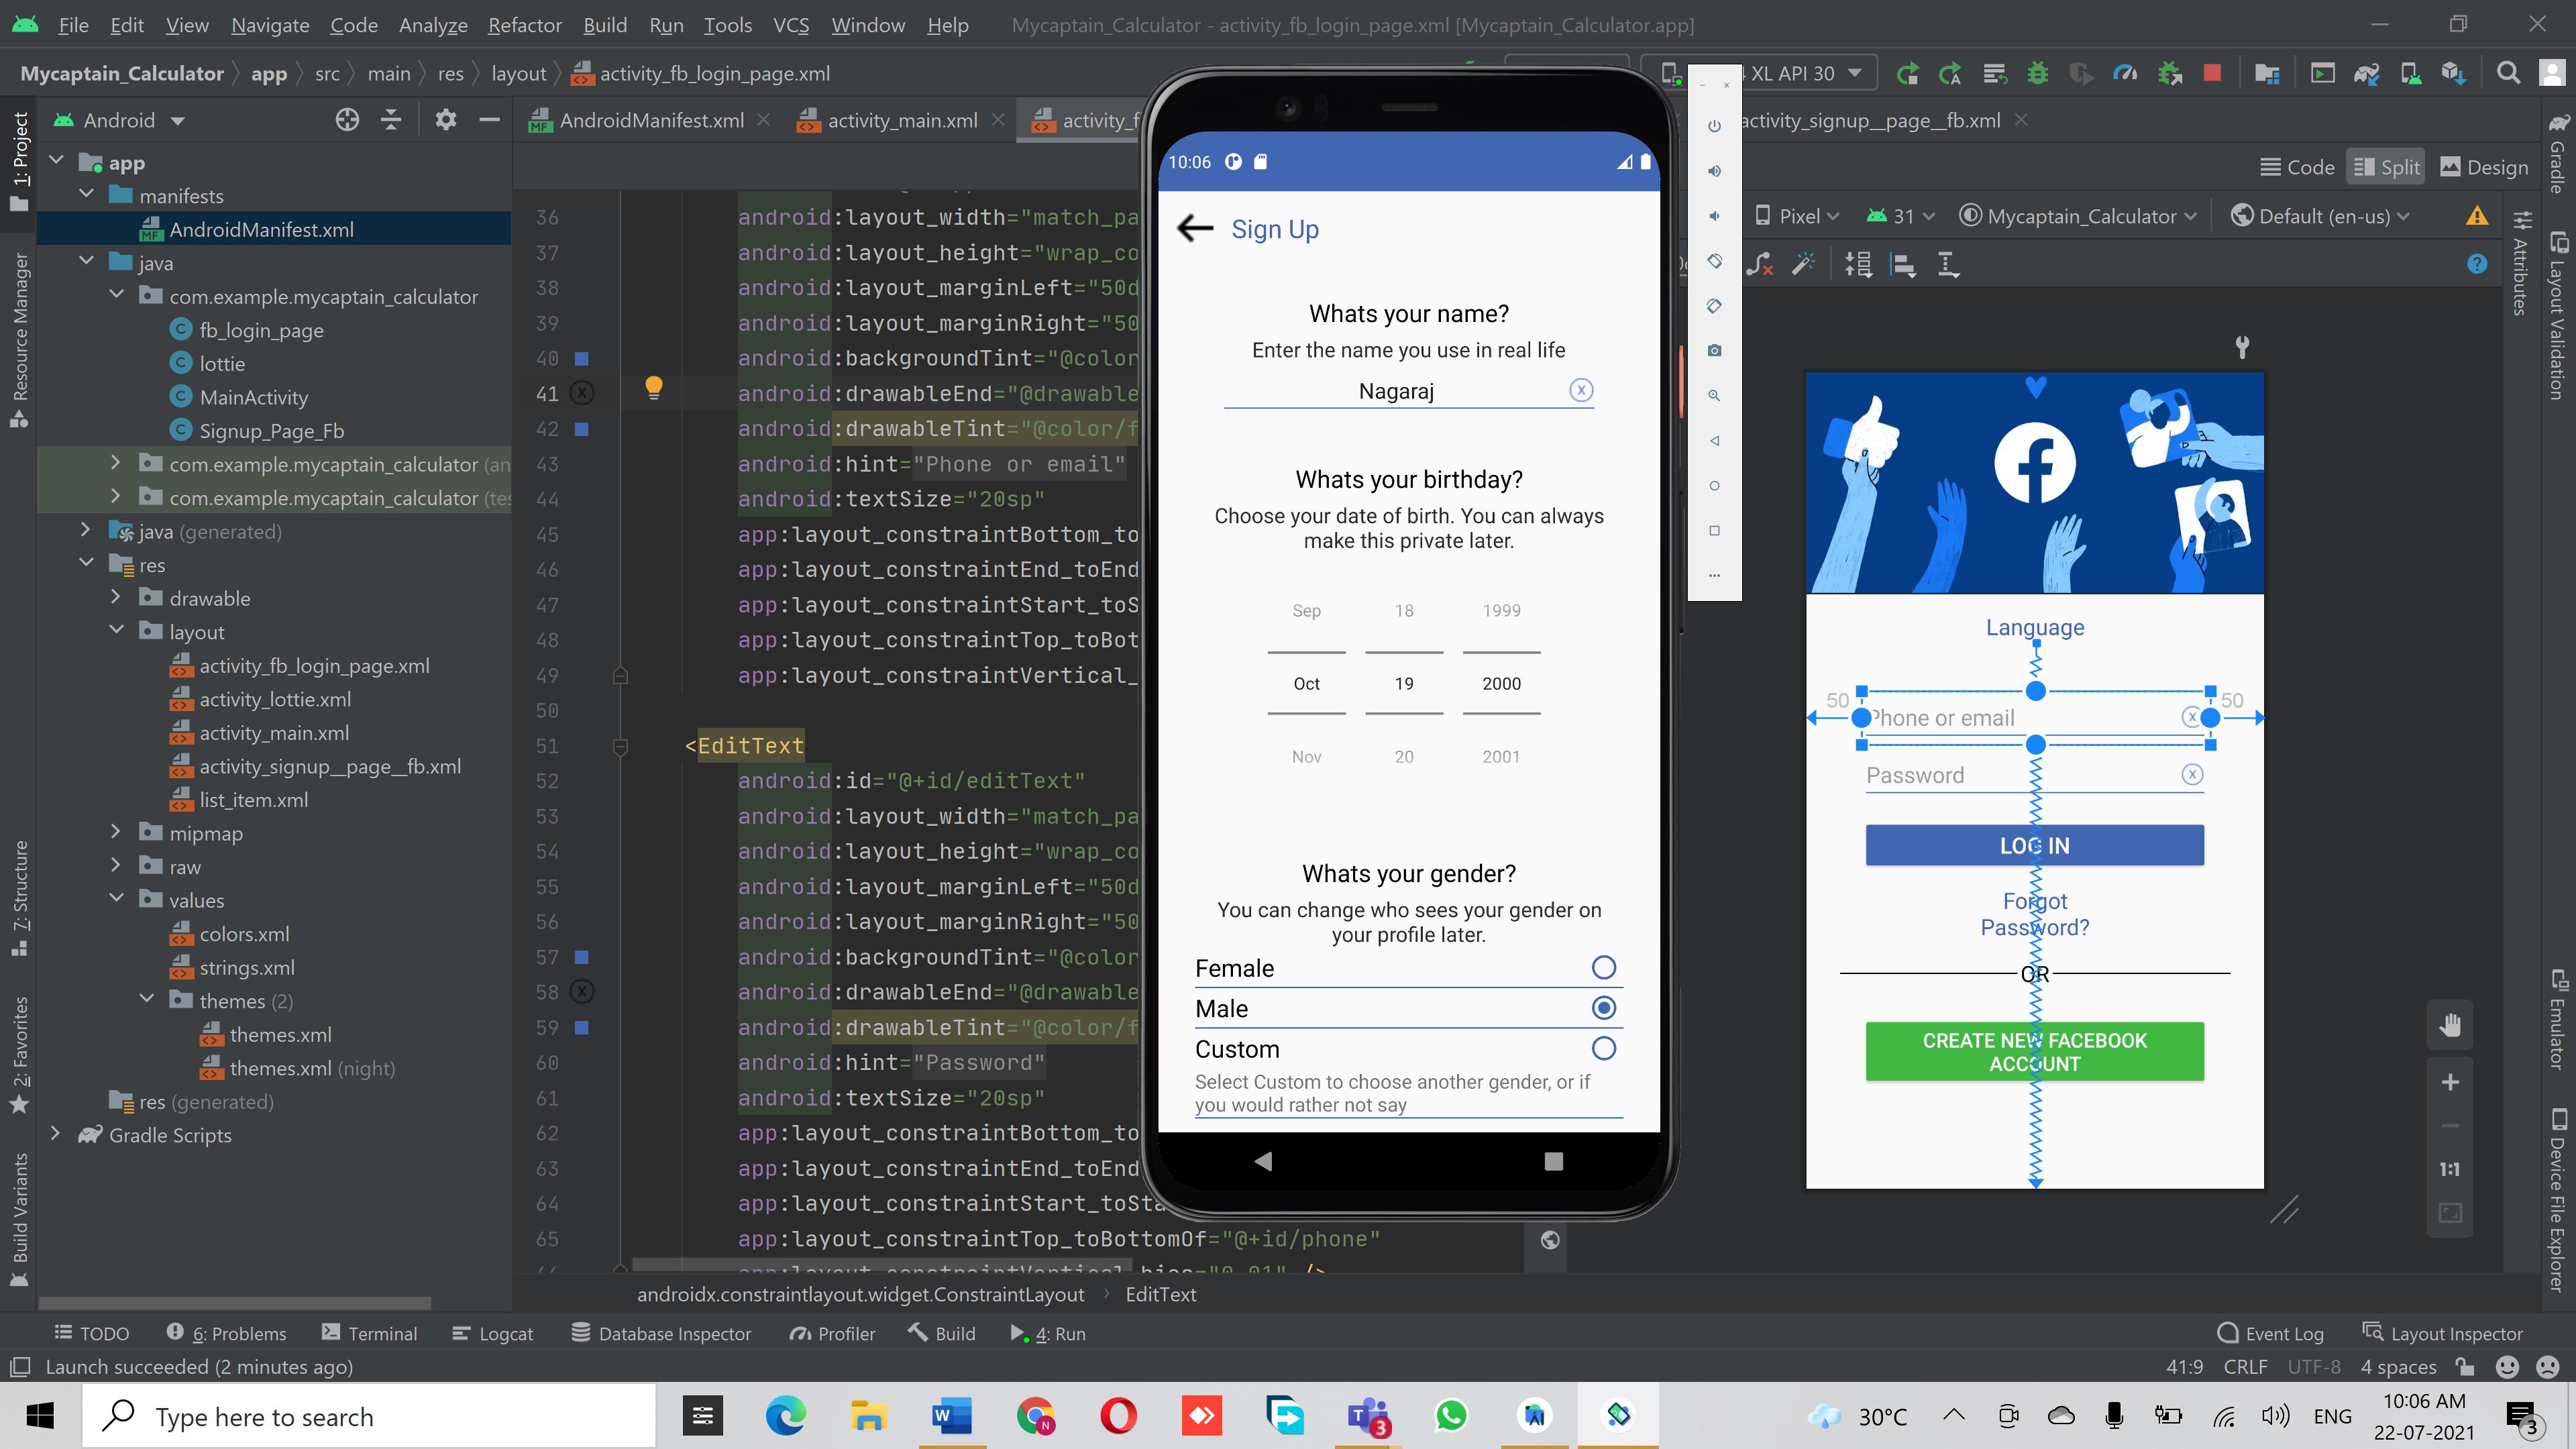 File Edit View Navigate Code Analyze Refactor Build Run Tools VCS Window Help Mycaptain_Calculator - activity_fb_login_page.xml [Mycaptain_Calculator.app]
Mycaptain_Calculator app src main res layout activity_fb_login_page.xml XL API 30
Android AndroidManifest.xml activity_main.xml activity_f activity_signup__page__fb.xml
Code Split Design
Pixel 31 Mycaptain_Calculator Default (en-us)
1: Project
Resource Manager
7: Structure
2: Favorites
Build Variants
app
manifests
AndroidManifest.xml
java
com.example.mycaptain_calculator
fb_login_page
lottie
MainActivity
Signup_Page_Fb
com.example.mycaptain_calculator (an
com.example.mycaptain_calculator (tes
java (generated)
res
drawable
layout
activity_fb_login_page.xml
activity_lottie.xml
activity_main.xml
activity_signup__page__fb.xml
list_item.xml
mipmap
raw
values
colors.xml
strings.xml
themes (2)
themes.xml
themes.xml (night)
res (generated)
Gradle Scripts
36 android:layout_width="match_pa
37 android:layout_height="wrap_co
38 android:layout_marginLeft="50d
39 android:layout_marginRight="50
40 android:backgroundTint="@color
41 android:drawableEnd="@drawable
42 android:drawableTint="@color/f
43 android:hint="Phone or email"
44 android:textSize="20sp"
45 app:layout_constraintBottom_to
46 app:layout_constraintEnd_toEnd
47 app:layout_constraintStart_toS
48 app:layout_constraintTop_toBot
49 app:layout_constraintVertical_
50
51 <EditText
52 android:id="@+id/editText"
53 android:layout_width="match_pa
54 android:layout_height="wrap_co
55 android:layout_marginLeft="50d
56 android:layout_marginRight="50
57 android:backgroundTint="@color
58 android:drawableEnd="@drawable
59 android:drawableTint="@color/f
60 android:hint="Password"
61 android:textSize="20sp"
62 app:layout_constraintBottom_to
63 app:layout_constraintEnd_toEnd
64 app:layout_constraintStart_toSta
65 app:layout_constraintTop_toBottomOf="@+id/phone"
androidx.constraintlayout.widget.ConstraintLayout EditText
10:06
Sign Up
Whats your name?
Enter the name you use in real life
Nagaraj
Whats your birthday?
Choose your date of birth. You can always
make this private later.
Sep 18 1999
Oct 19 2000
Nov 20 2001
Whats your gender?
You can change who sees your gender on
your profile later.
Female
Male
Custom
Select Custom to choose another gender, or if
you would rather not say
Language
50 50
Phone or email
Password
LOG IN
Forgot
Password?
OR
CREATE NEW FACEBOOK
ACCOUNT
1:1
Gradle
Layout Validation
Attributes
Emulator
Device File Explorer
TODO 6: Problems Terminal Logcat Database Inspector Profiler Build 4: Run Event Log Layout Inspector
Launch succeeded (2 minutes ago) 41:9 CRLF UTF-8 4 spaces
Type here to search 3 30°C ENG 10:06 AM
22-07-2021 3